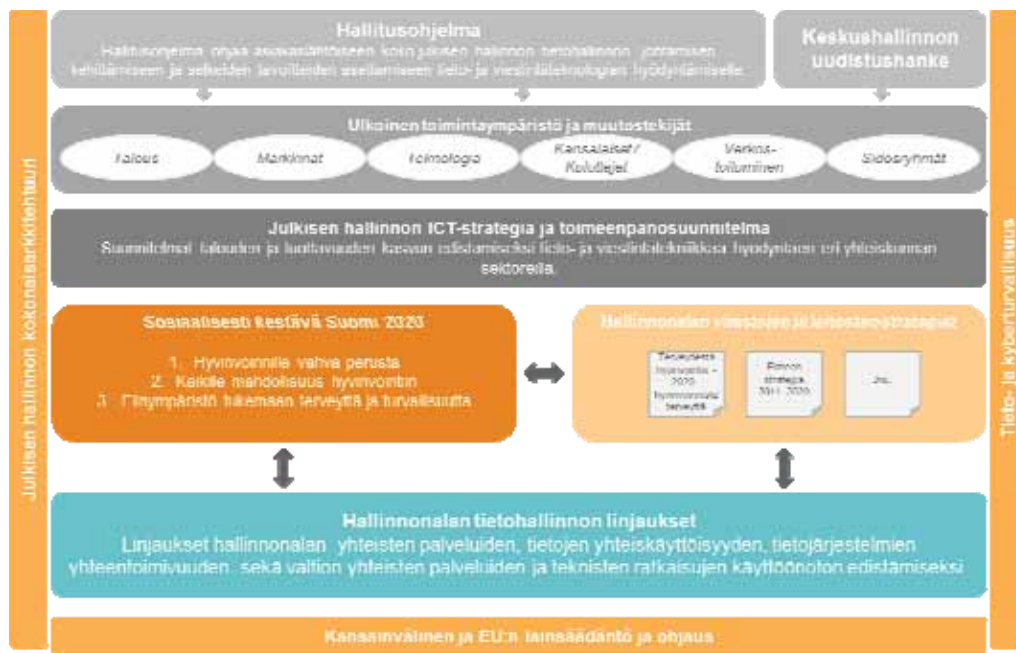 Hallitusohjelma
Hallitusohjelma ohjaa asiakaslähtöiseen koko julkisen hallinnon tietohallinnon johtamisen
kehittämiseen ja selkeiden tavoitteiden asettamiseen tieto- ja viestintäteknologian hyödyntämiselle
Keskushallinnon
uudistushanke
Ulkoinen toimintaympäristö ja muutostekijät
Talous
Markkinat
Teknologia
Kansalaiset /
Kuluttajat
Verkos-
toituminen
Sidosryhmät
Julkisen hallinnon ICT-strategia ja toimeenpanosuunnitelma
Suunnitelmat talouden ja tuottavuuden kasvun edistämiseksi tieto- ja viestintätekniikkaa hyödyntäen eri yhteiskunnan
sektoreilla.
Sosiaalisesti kestävä Suomi 2020
1. Hyvinvoinnille vahva perusta
2. Kaikille mahdollisuus hyvinvointiin
3. Elinympäristö tukemaan terveyttä ja turvallisuutta
Hallinnonalan virastojen ja laitosten strategiat
Terveydestä
hyvinvointia –
2020
hyvinvoinnista
terveyttä
strategia
2011-2020
Jne.
Hallinnonalan tietohallinnon linjaukset
Linjaukset hallinnonalan yhteisten palveluiden, tietojen yhteiskäyttöisyyden, tietojärjestelmien
yhteentoimivuuden sekä valtion yhteisten palveluiden ja teknisten ratkaisujen käyttöönoton edistämiseksi
Kansainvälinen ja EU:n lainsäädäntö ja ohjaus
Julkisen hallinnon kokonaisarkkitehtuuri
Tieto- ja kyberturvallisuus